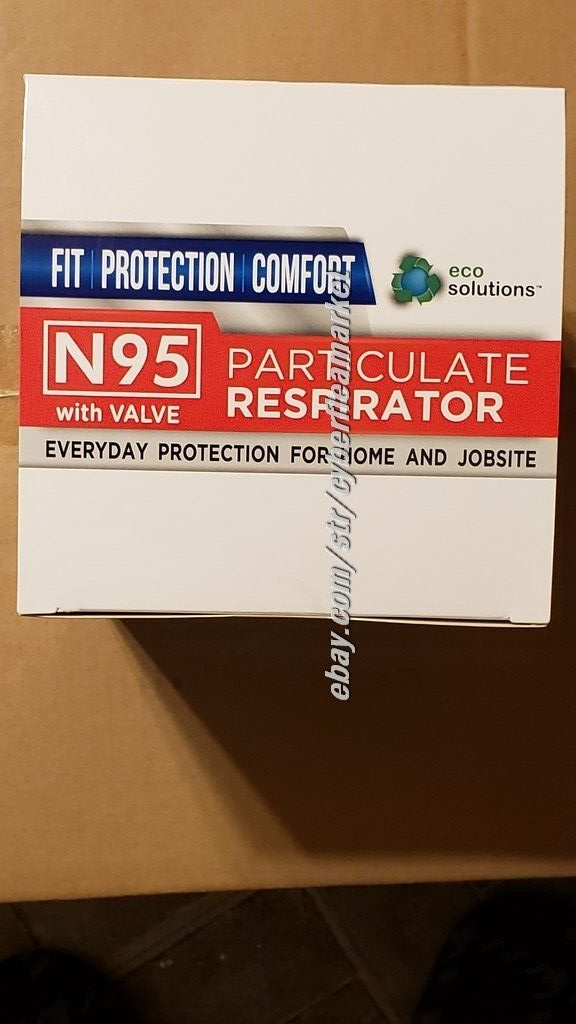 FIT | PROTECTION | COMFORT
eco
solutions™
N95
with VALVE
PARTICULATE
RESPIRATOR
EVERYDAY PROTECTION FOR HOME AND JOBSITE
ebay.com/str/cyberfleamarket